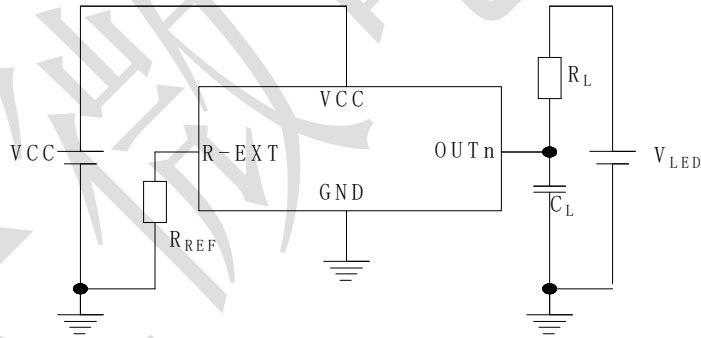 VCC
R_L
VCC
R-EXT
OUTn
V_LED
GND
C_L
R_REF